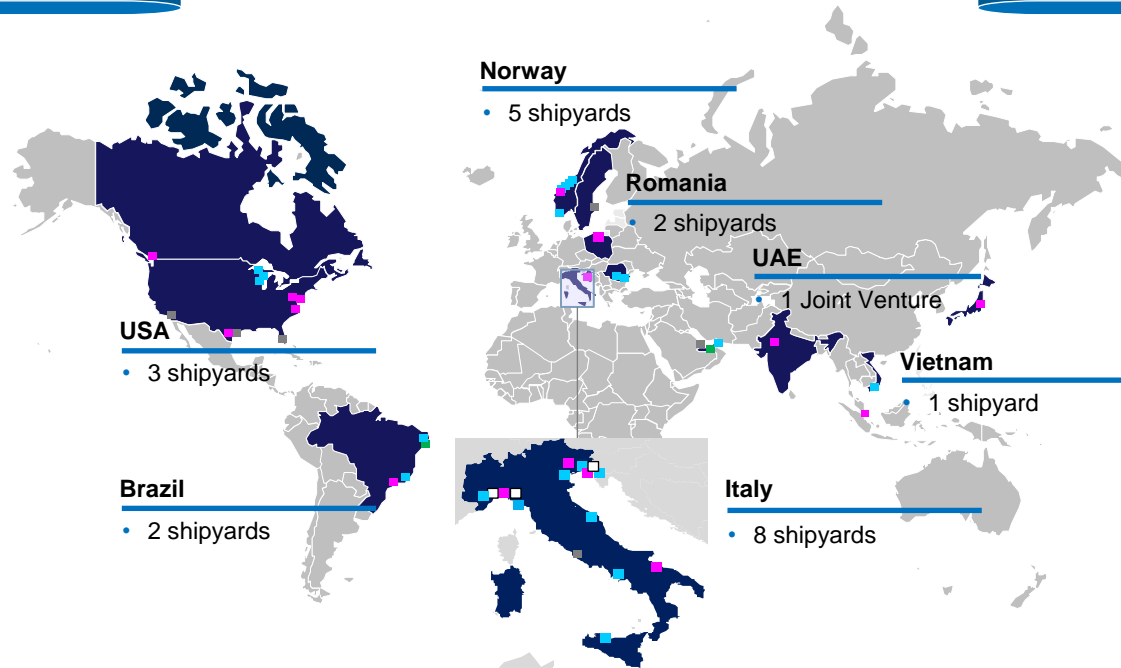 Norway
• 5 shipyards
Romania
• 2 shipyards
UAE
• 1 Joint Venture
USA
• 3 shipyards
Vietnam
• 1 shipyard
Brazil
• 2 shipyards
Italy
• 8 shipyards